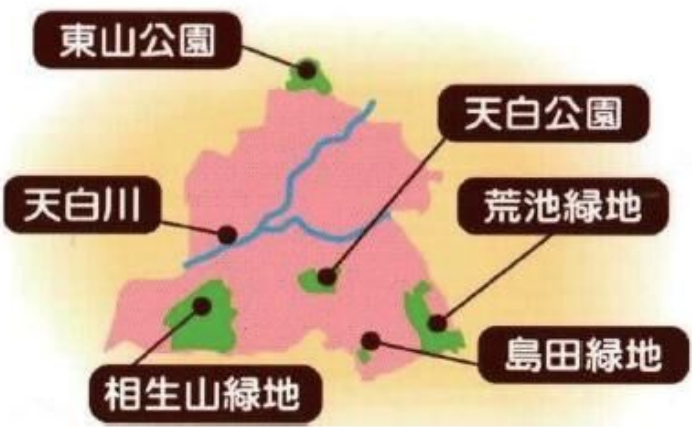 東山公園
天白公園
天白川
荒池緑地
島田緑地
相生山緑地